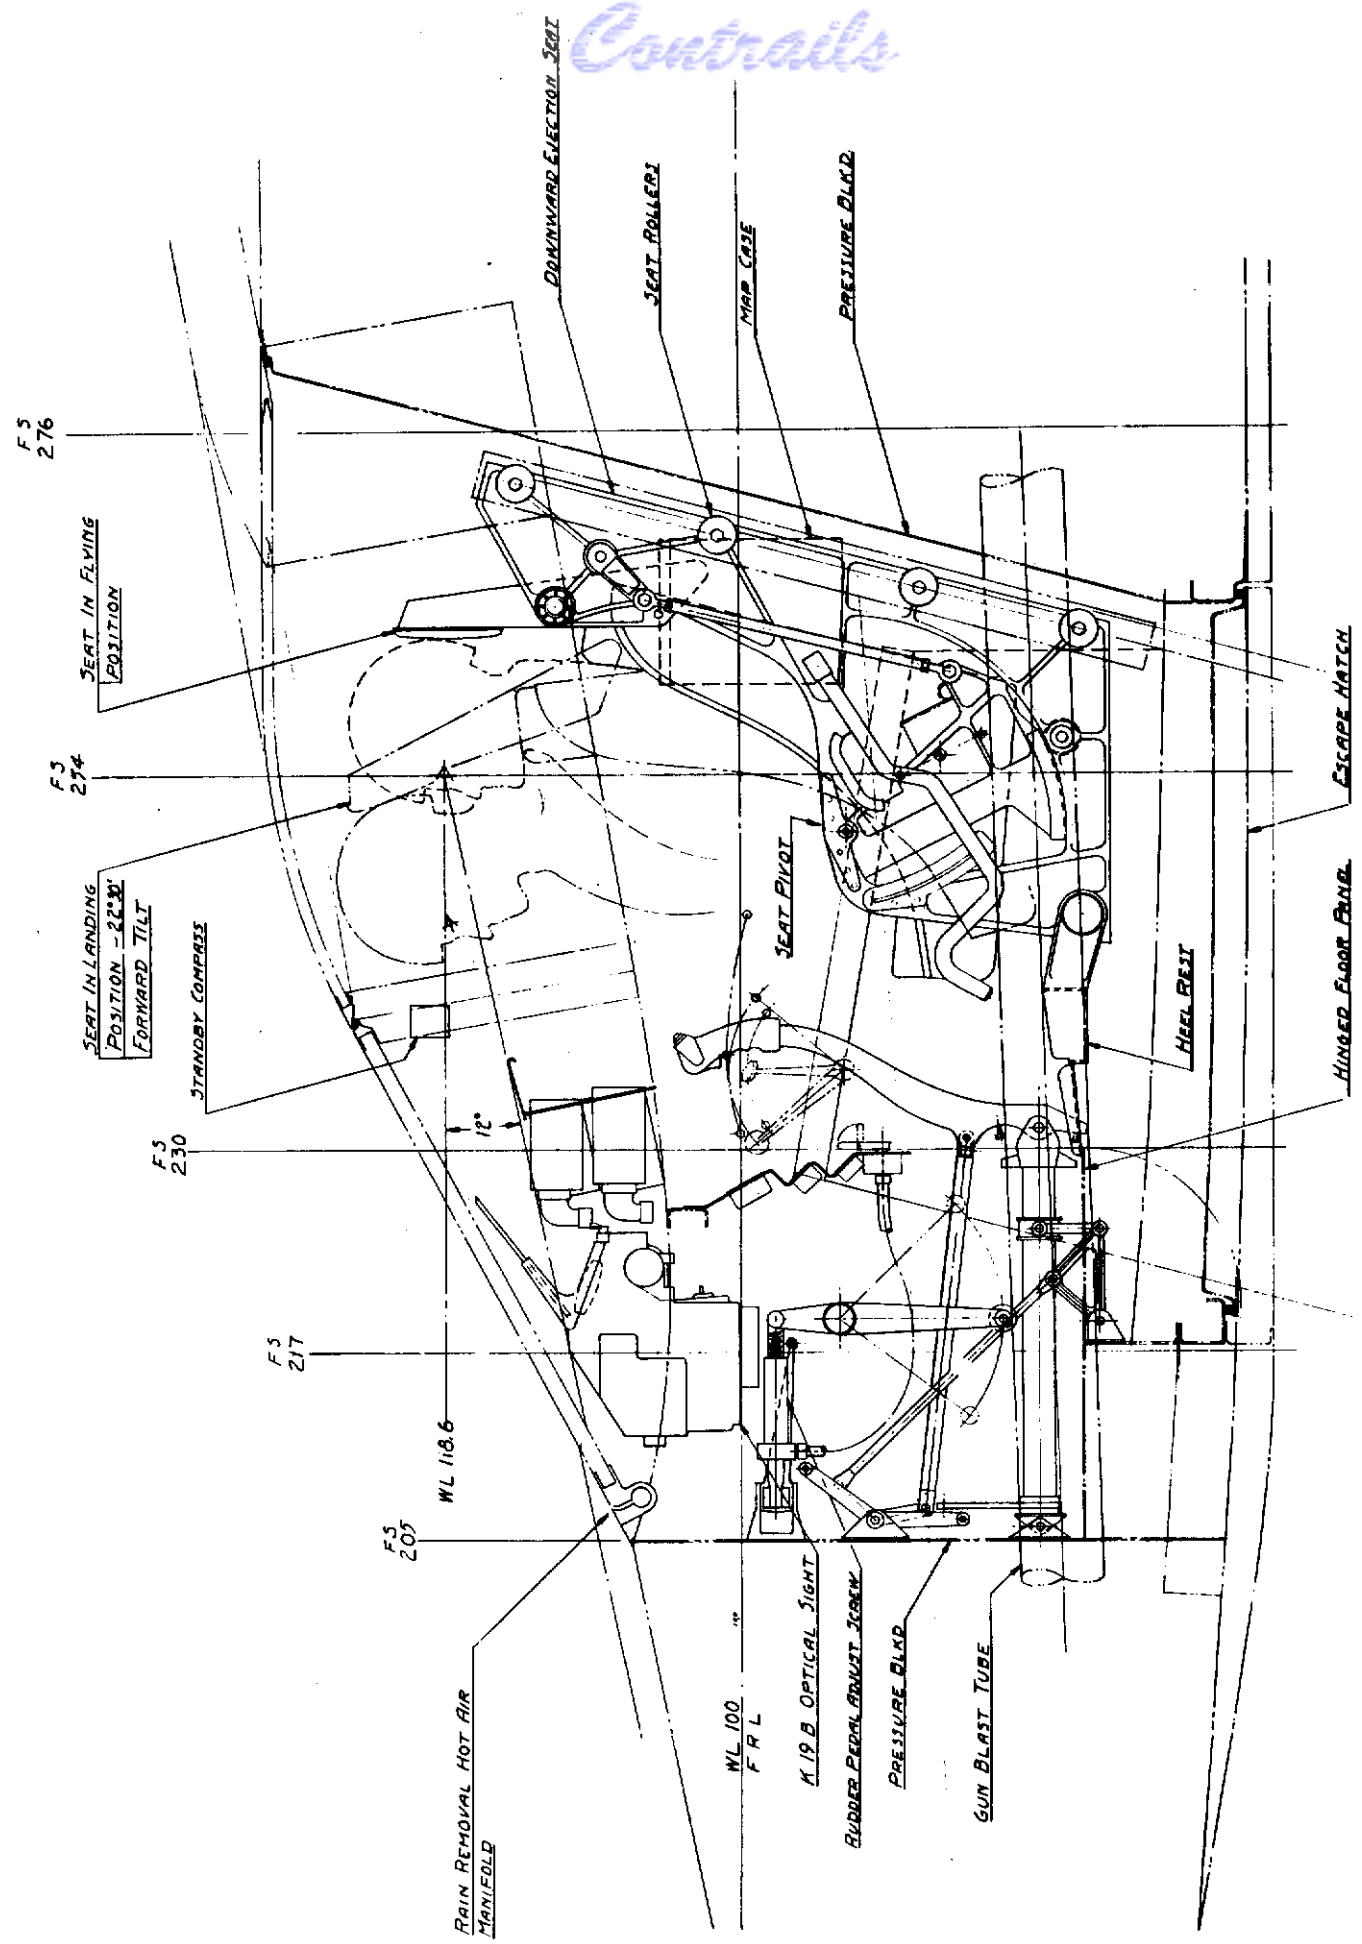 Contrails
F S
276
SEAT IN FLYING
POSITION
F S
254
SEAT IN LANDING
POSITION - 22°30'
FORWARD TILT
STANDBY COMPASS
F S
230
F S
217
F S
205
DOWNWARD EJECTION SEAT
SEAT ROLLERS
MAP CASE
PRESSURE BLKD.
12°
WL 118.6
SEAT PIVOT
HEEL REST
ESCAPE HATCH
HINGED FLOOR PANEL
RAIN REMOVAL HOT AIR
MANIFOLD
WL 100
F R L
K 19 B OPTICAL SIGHT
RUDDER PEDAL ADJUST SCREW
PRESSURE BLKD
GUN BLAST TUBE